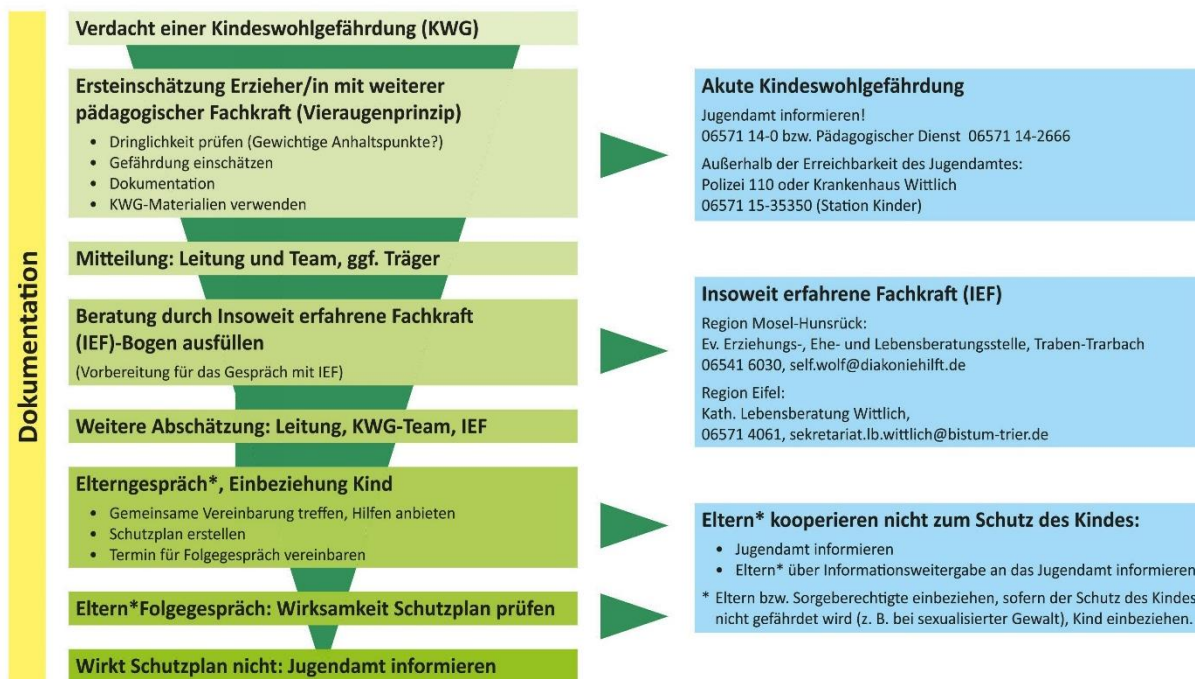 Dokumentation
Verdacht einer Kindeswohlgefährdung (KWG)
Ersteinschätzung Erzieher/in mit weiterer
pädagogischer Fachkraft (Vieraugenprinzip)
• Dringlichkeit prüfen (Gewichtige Anhaltspunkte?)
• Gefährdung einschätzen
• Dokumentation
• KWG-Materialien verwenden
Mitteilung: Leitung und Team, ggf. Träger
Beratung durch Insoweit erfahrene Fachkraft
(IEF)-Bogen ausfüllen
(Vorbereitung für das Gespräch mit IEF)
Weitere Abschätzung: Leitung, KWG-Team, IEF
Elterngespräch*, Einbeziehung Kind
• Gemeinsame Vereinbarung treffen, Hilfen anbieten
• Schutzplan erstellen
• Termin für Folgegespräch vereinbaren
Eltern*Folgegespräch: Wirksamkeit Schutzplan prüfen
Wirkt Schutzplan nicht: Jugendamt informieren
Akute Kindeswohlgefährdung
Jugendamt informieren!
06571 14-0 bzw. Pädagogischer Dienst 06571 14-2666
Außerhalb der Erreichbarkeit des Jugendamtes:
Polizei 110 oder Krankenhaus Wittlich
06571 15-35350 (Station Kinder)
Insoweit erfahrene Fachkraft (IEF)
Region Mosel-Hunsrück:
Ev. Erziehungs-, Ehe- und Lebensberatungsstelle, Traben-Trarbach
06541 6030, self.wolf@diakoniehilft.de
Region Eifel:
Kath. Lebensberatung Wittlich,
06571 4061, sekretariat.lb.wittlich@bistum-trier.de
Eltern* kooperieren nicht zum Schutz des Kindes:
• Jugendamt informieren
• Eltern* über Informationsweitergabe an das Jugendamt informieren
* Eltern bzw. Sorgeberechtigte einbeziehen, sofern der Schutz des Kindes
nicht gefährdet wird (z. B. bei sexualisierter Gewalt), Kind einbeziehen.